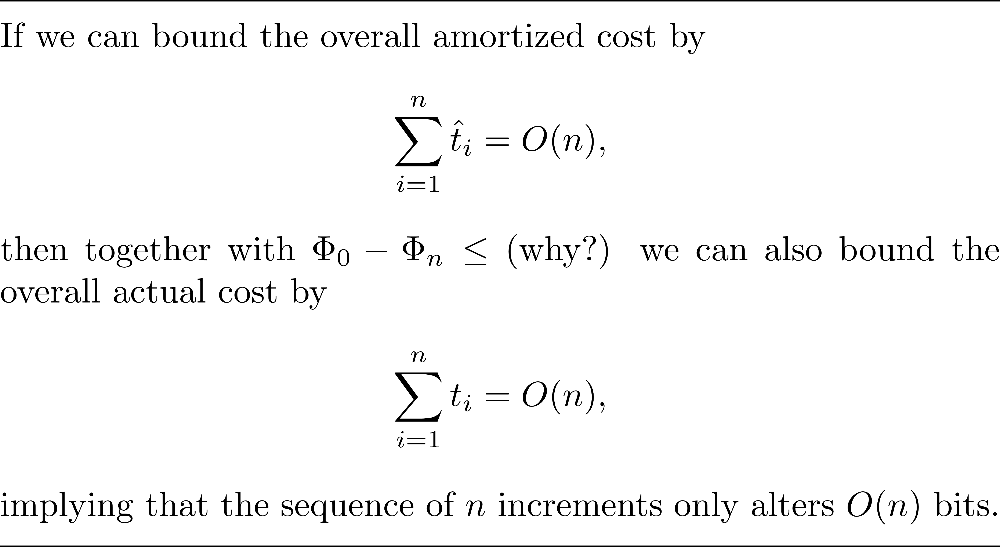 If we can bound the overall amortized cost by
$$\sum_{i=1}^{n} \hat{t}_i = O(n),$$
then together with $\Phi_0 - \Phi_n \leq$ (why?) we can also bound the
overall actual cost by
$$\sum_{i=1}^{n} t_i = O(n),$$
implying that the sequence of $n$ increments only alters $O(n)$ bits.